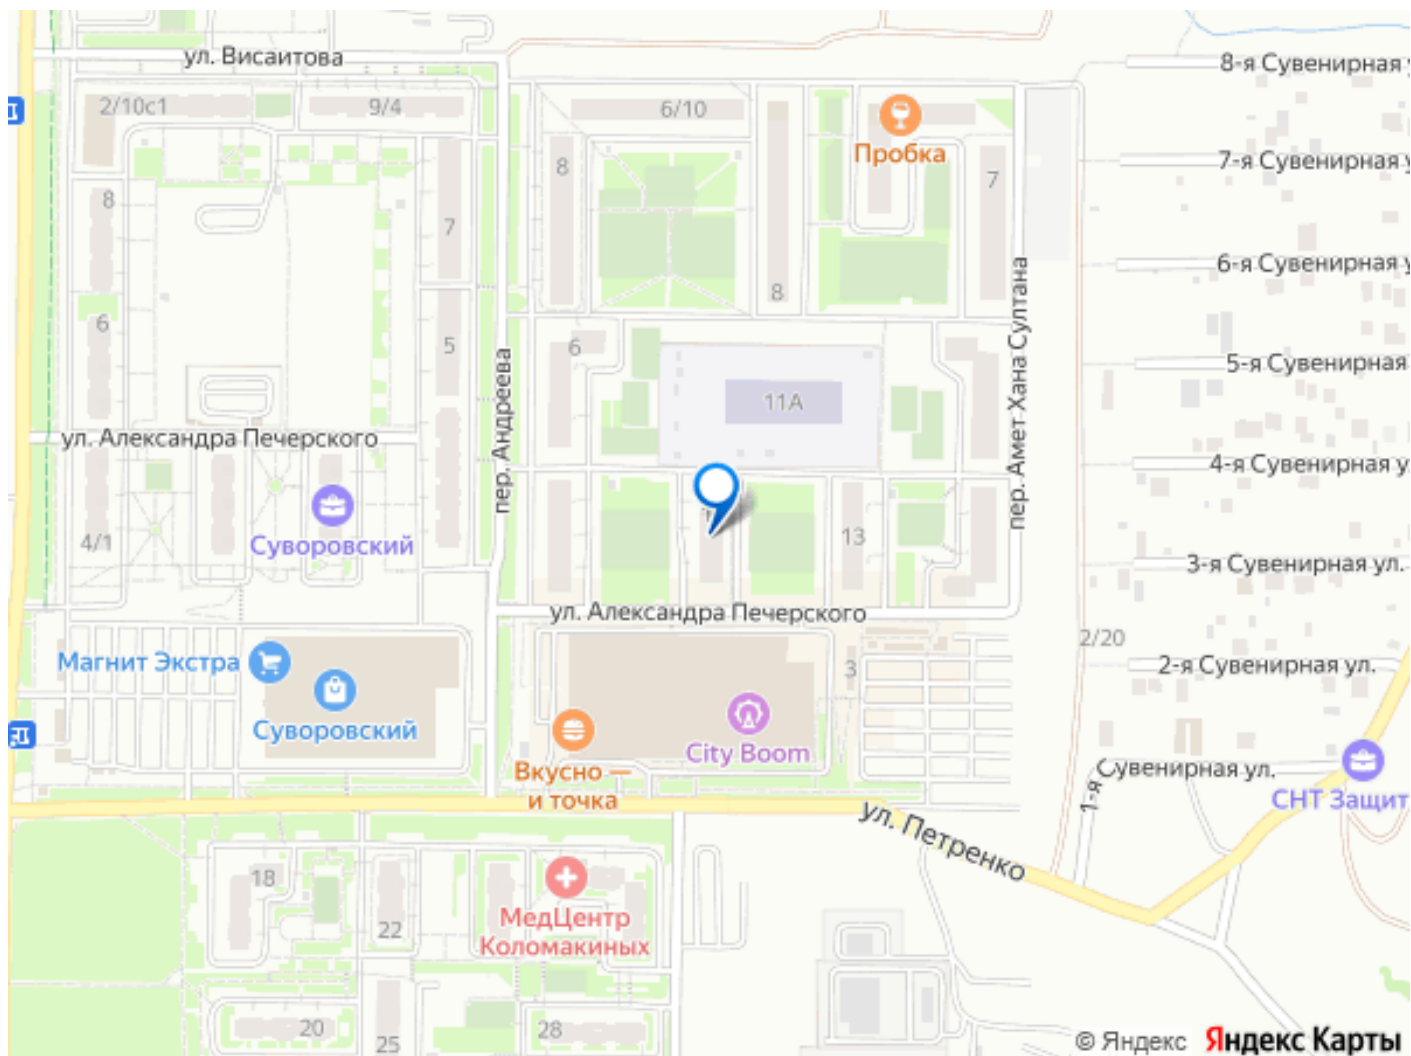 ул. Висаитова
8-я Сувенирная у
2/10с1
9/4
6/10
Пробка
7-я Сувенирная у
8
8
7
7
6-я Сувенирная у
8
6
5
6
пер. Андреева
пер. Амет Хана Султана
5-я Сувенирная
11А
ул. Александра Печерского
4-я Сувенирная у
4/1
Суворовский
13
3-я Сувенирная ул.
ул. Александра Печерского
2/20
Магнит Экстра
3
2-я Сувенирная ул.
Суворовский
City Boom
Вкусно —
и точка
1-я Сувенирная ул.
СНТ Защит
ул. Петренко
18
22
МедЦентр
Коломакиных
20
25
28
© Яндекс Яндекс Карты